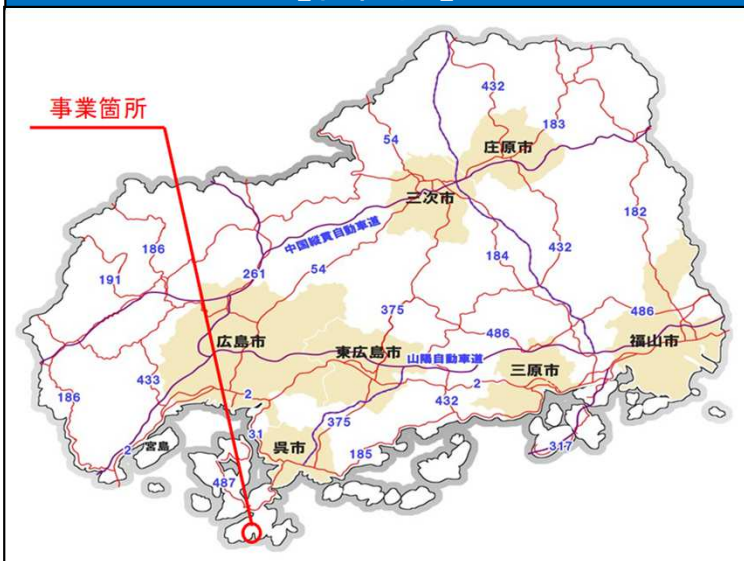 事業箇所
432
54
183
庄原市
三次市
186
中国縦貫自動車道
182
191
261
54
184
432
375
486
486
広島市
東広島市
山陽自動車道
福山市
三原市
186
433
2
2
432
宮島
2
31
呉市
375
185
317
487